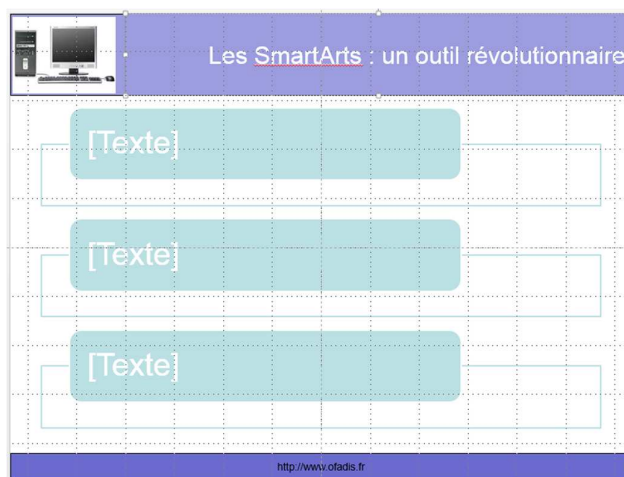 Les SmartArts : un outil révolutionnaire
[Texte]
[Texte]
[Texte]
http://www.ofadis.fr